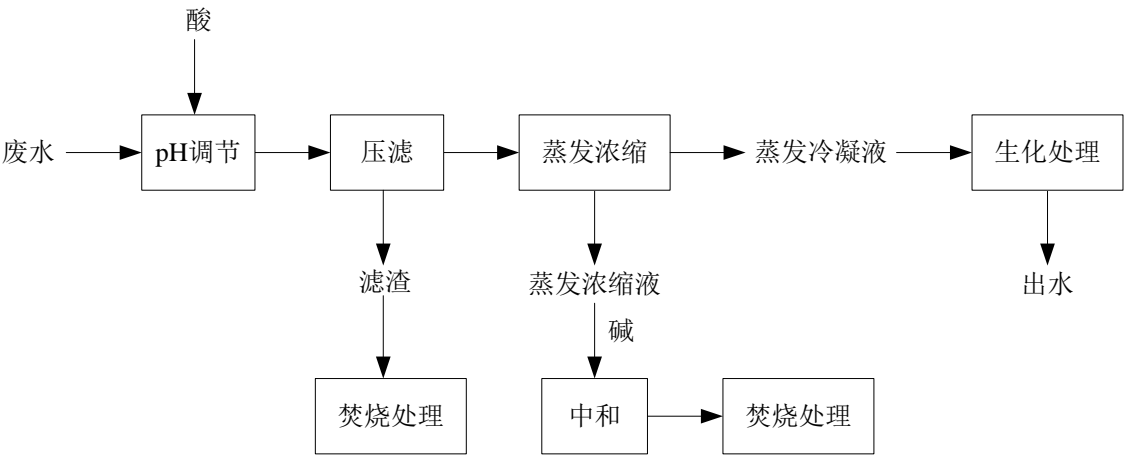 酸
废水
pH调节
压滤
蒸发浓缩
蒸发冷凝液
生化处理
滤渣
蒸发浓缩液
出水
碱
焚烧处理
中和
焚烧处理